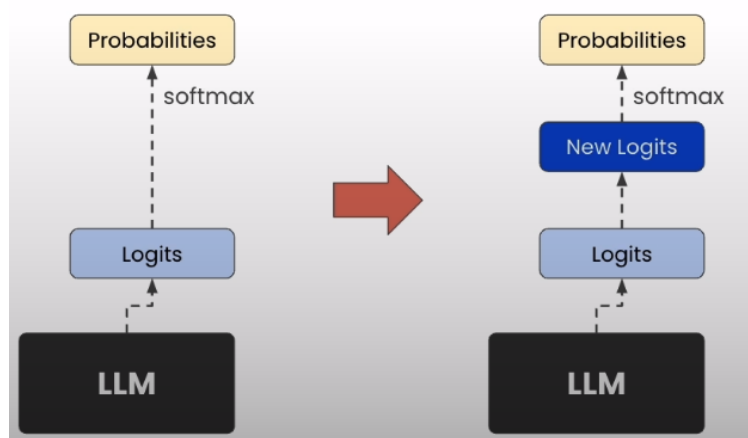 Probabilities
softmax
Logits
LLM
Probabilities
softmax
New Logits
Logits
LLM